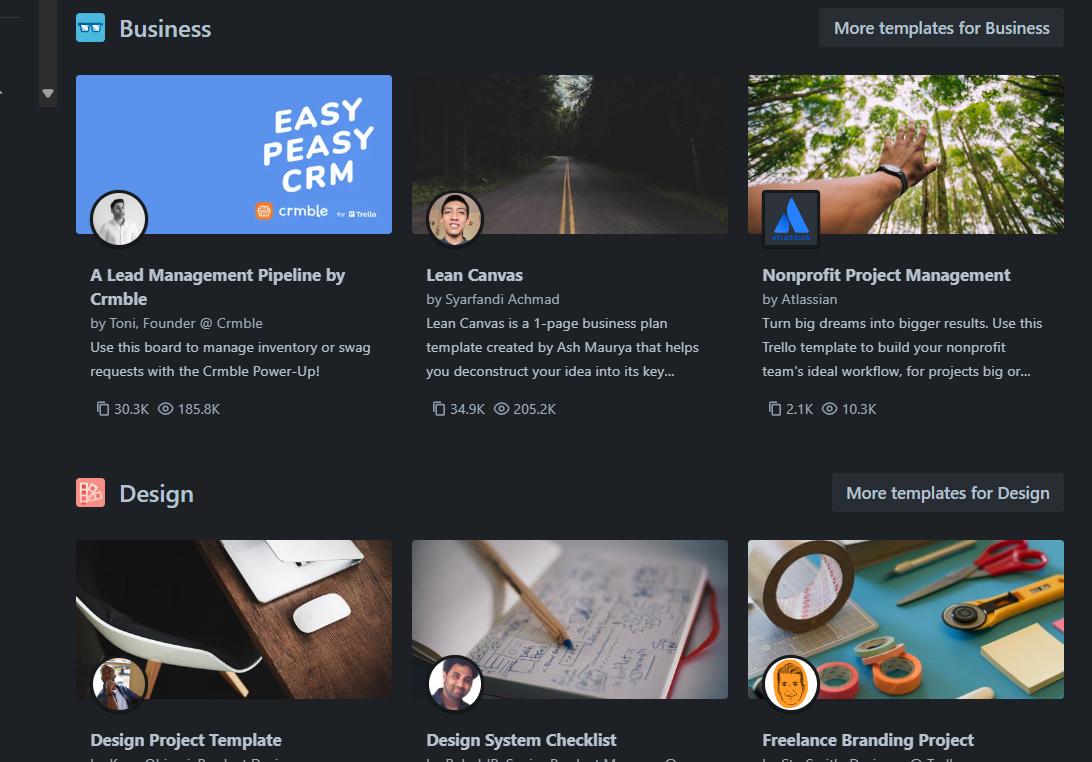 Business
More templates for Business
EASY
PEASY
CRM
crmble for Trello
ATLASSIAN
A Lead Management Pipeline by
Crmble
by Toni, Founder @ Crmble
Use this board to manage inventory or swag
requests with the Crmble Power-Up!
30.3K 185.8K
Lean Canvas
by Syarfandi Achmad
Lean Canvas is a 1-page business plan
template created by Ash Maurya that helps
you deconstruct your idea into its key...
34.9K 205.2K
Nonprofit Project Management
by Atlassian
Turn big dreams into bigger results. Use this
Trello template to build your nonprofit
team's ideal workflow, for projects big or...
2.1K 10.3K
Design
More templates for Design
Design Project Template
Design System Checklist
Freelance Branding Project